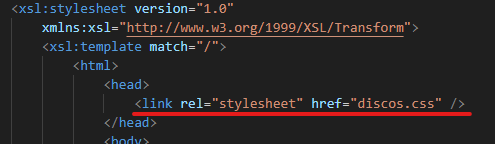 <xsl:stylesheet version="1.0"
xmlns:xsl="http://www.w3.org/1999/XSL/Transform">
<xsl:template match="/">
<html>
<head>
<link rel="stylesheet" href="discos.css" />
</head>
<body>